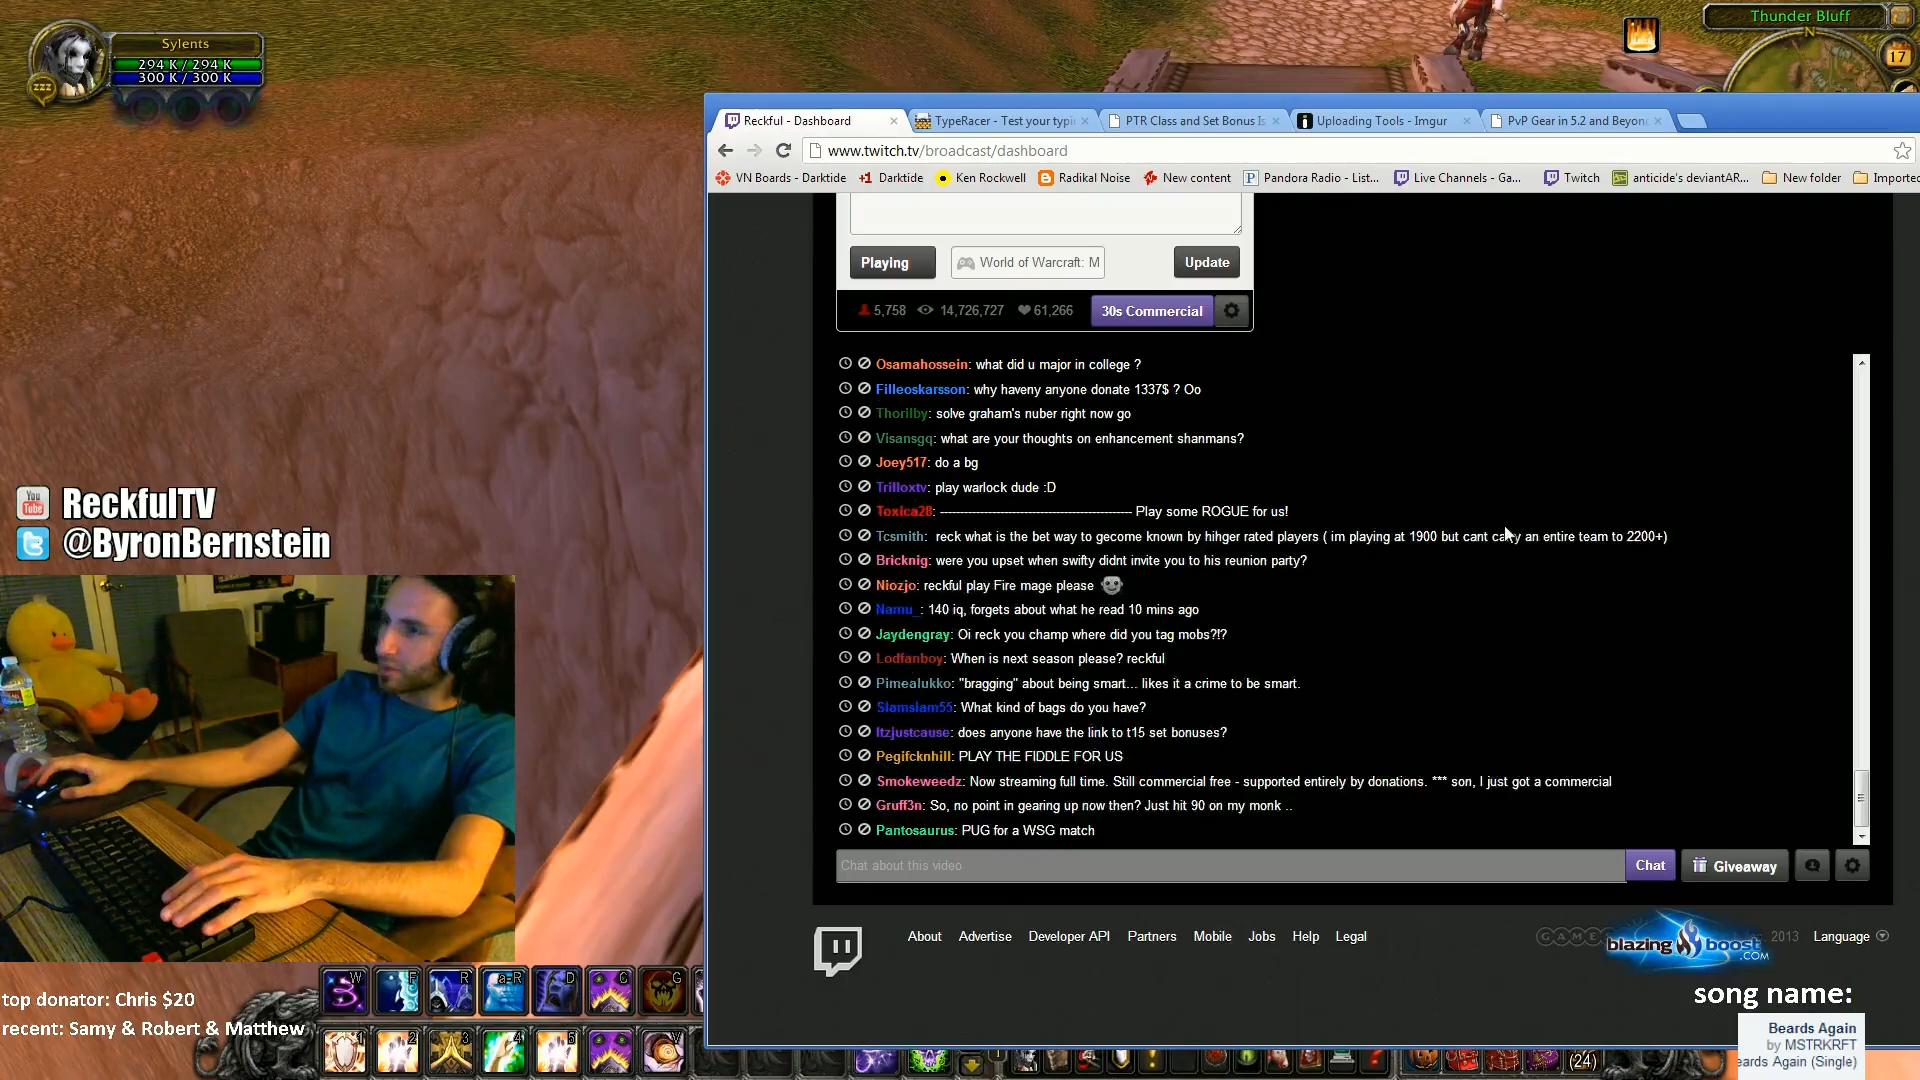 Thunder Bluff
Sylents
294 K / 294 K
300 K / 300 K
zzz
N
17
Reckful - Dashboard
TypeRacer - Test your typi
PTR Class and Set Bonus Is
Uploading Tools - Imgur
PvP Gear in 5.2 and Beyon
www.twitch.tv/broadcast/dashboard
VN Boards - Darktide
+1 Darktide
Ken Rockwell
Radikal Noise
New content
Pandora Radio - List...
Live Channels - Ga...
Twitch
anticide's deviantAR...
New folder
Imported
Playing
World of Warcraft: M
Update
5,758
14,726,727
61,266
30s Commercial
Osamahossein: what did u major in college ?
Filleoskarsson: why haveny anyone donate 1337$ ? Oo
Thorilby: solve graham's nuber right now go
Visansgq: what are your thoughts on enhancement shanmans?
Joey517: do a bg
Trilloxtv: play warlock dude :D
Toxica28: ------------------------------------------------ Play some ROGUE for us!
Tcsmith: reck what is the bet way to gecome known by hihger rated players ( im playing at 1900 but cant carry an entire team to 2200+)
Bricknig: were you upset when swifty didnt invite you to his reunion party?
Niozjo: reckful play Fire mage please
Namu_: 140 iq, forgets about what he read 10 mins ago
Jaydengray: Oi reck you champ where did you tag mobs?!?
Lodfanboy: When is next season please? reckful
Pimealukko: "bragging" about being smart... likes it a crime to be smart.
Slamslam55: What kind of bags do you have?
Itzjustcause: does anyone have the link to t15 set bonuses?
Pegifcknhill: PLAY THE FIDDLE FOR US
Smokeweedz: Now streaming full time. Still commercial free - supported entirely by donations. *** son, I just got a commercial
Gruff3n: So, no point in gearing up now then? Just hit 90 on my monk ..
Pantosaurus: PUG for a WSG match
Chat about this video
Chat
Giveaway
You Tube ReckfulTV
@ByronBernstein
About
Advertise
Developer API
Partners
Mobile
Jobs
Help
Legal
GAME
blazing boost
.COM
2013
Language
top donator: Chris $20
recent: Samy & Robert & Matthew
song name:
Beards Again
by MSTRKRFT
eards Again (Single)
W
F
R
a-R
D
C
G
1
2
3
4
5
V
(24)